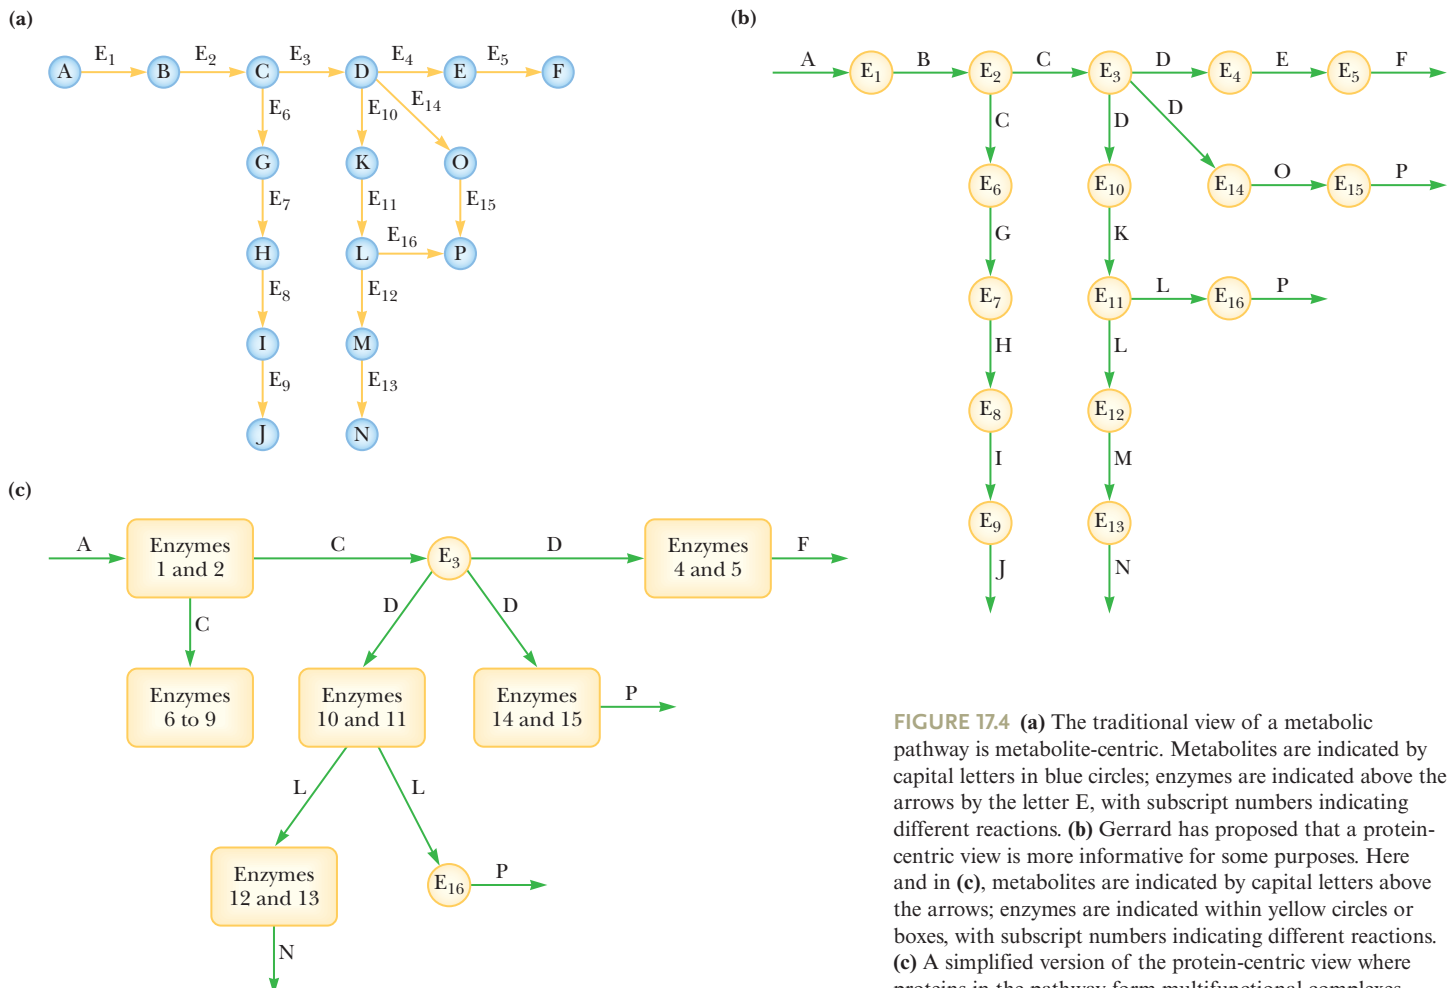 (a)
A E₁ B E₂ C E₃ D E₄ E E₅ F
E₆ E₁₀ E₁₄
G K O
E₇ E₁₁ E₁₅
H L E₁₆ P
E₈ E₁₂
I M
E₉ E₁₃
J N
(b)
A E₁ B E₂ C E₃ D E₄ E E₅ F
C D D
E₆ E₁₀ E₁₄ O E₁₅ P
G K
E₇ E₁₁ L E₁₆ P
H L
E₈ E₁₂
I M
E₉ E₁₃
J N
(c)
A Enzymes C E₃ D Enzymes F
1 and 2 4 and 5
C D D
Enzymes Enzymes Enzymes P
6 to 9 10 and 11 14 and 15
L L
Enzymes E₁₆ P
12 and 13
N
FIGURE 17.4 (a) The traditional view of a metabolic
pathway is metabolite-centric. Metabolites are indicated by
capital letters in blue circles; enzymes are indicated above the
arrows by the letter E, with subscript numbers indicating
different reactions. (b) Gerrard has proposed that a protein-
centric view is more informative for some purposes. Here
and in (c), metabolites are indicated by capital letters above
the arrows; enzymes are indicated within yellow circles or
boxes, with subscript numbers indicating different reactions.
(c) A simplified version of the protein-centric view where
proteins in the pathway form multifunctional complexes.